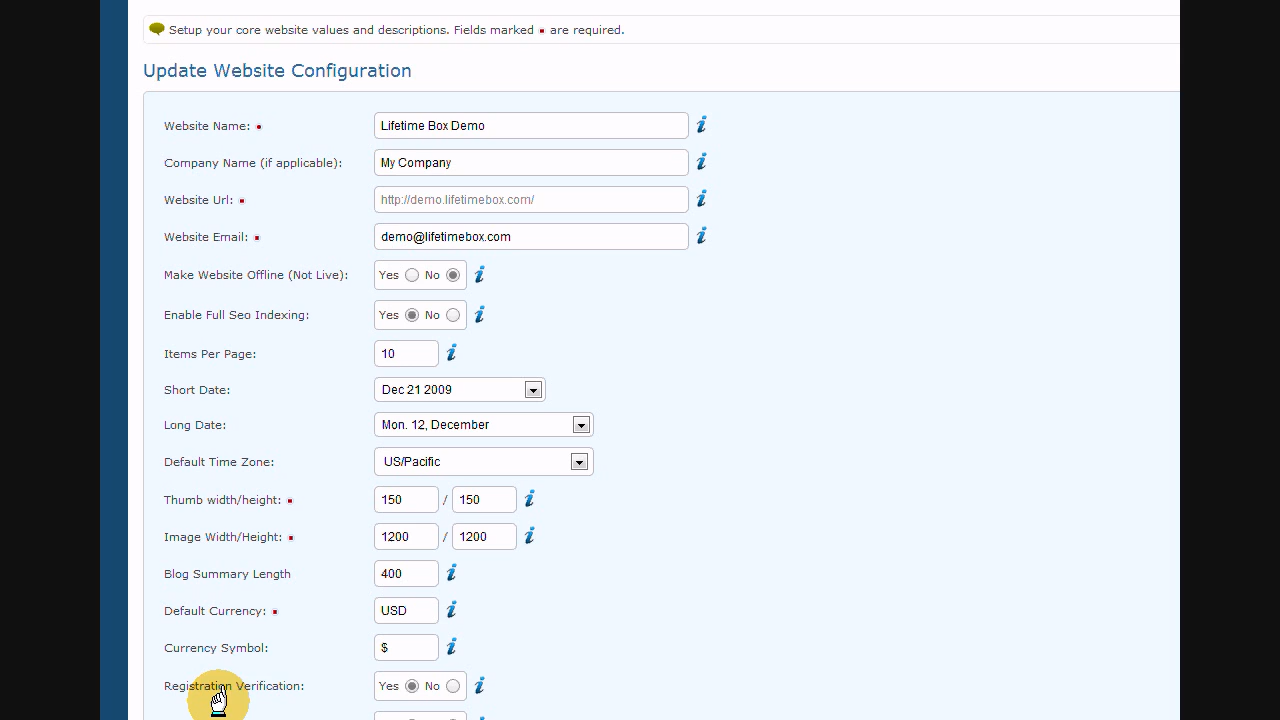 Setup your core website values and descriptions. Fields marked ▪ are required.
Update Website Configuration
Website Name: ▪ Lifetime Box Demo
Company Name (if applicable): My Company
Website Url: ▪ http://demo.lifetimebox.com/
Website Email: ▪ demo@lifetimebox.com
Make Website Offline (Not Live): Yes No
Enable Full Seo Indexing: Yes No
Items Per Page: 10
Short Date: Dec 21 2009
Long Date: Mon. 12, December
Default Time Zone: US/Pacific
Thumb width/height: ▪ 150 / 150
Image Width/Height: ▪ 1200 / 1200
Blog Summary Length 400
Default Currency: ▪ USD
Currency Symbol: $
Registration Verification: Yes No